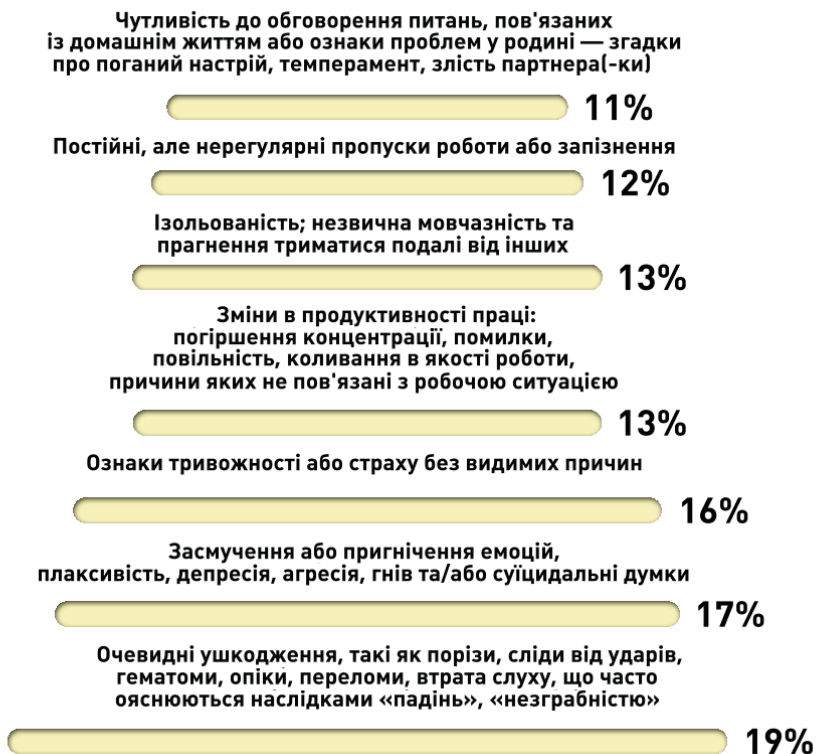 Чутливість до обговорення питань, пов'язаних
із домашнім життям або ознаки проблем у родині — згадки
про поганий настрій, темперамент, злість партнера(-ки)
11%
Постійні, але нерегулярні пропуски роботи або запізнення
12%
Ізольованість; незвична мовчазність та
прагнення триматися подалі від інших
13%
Зміни в продуктивності праці:
погіршення концентрації, помилки,
повільність, коливання в якості роботи,
причини яких не пов'язані з робочою ситуацією
13%
Ознаки тривожності або страху без видимих причин
16%
Засмучення або пригнічення емоцій,
плаксивість, депресія, агресія, гнів та/або суїцидальні думки
17%
Очевидні ушкодження, такі як порізи, сліди від ударів,
гематоми, опіки, переломи, втрата слуху, що часто
ояснюються наслідками «падінь», «незграбністю»
19%